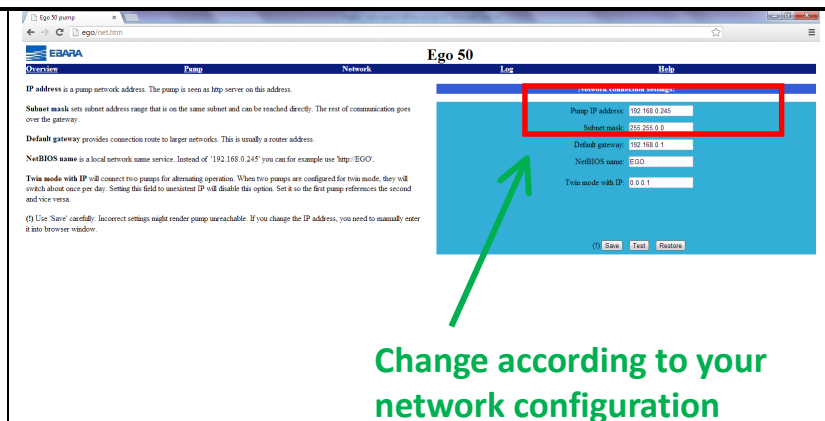 Ego 50 pump
ego/net.htm
EBARA
Ego 50
Overview Pump Network Log Help
IP address is a pump network address. The pump is seen as http server on this address.
Subnet mask sets subnet address range that is on the same subnet and can be reached directly. The rest of communication goes
over the gateway.
Default gateway provides connection route to larger networks. This is usually a router address.
NetBIOS name is a local network name service. Instead of '192.168.0.245' you can for example use 'http://EGO'.
Twin mode with IP will connect two pumps for alternating operation. When two pumps are configured for twin mode, they will
switch about once per day. Setting this field to unexistent IP will disable this option. Set it so the first pump references the second
and vice versa.
(!) Use 'Save' carefully. Incorrect settings might render pump unreachable. If you change the IP address, you need to manually enter
it into browser window.
Network connection settings:
Pump IP address: 192.168.0.245
Subnet mask: 255.255.0.0
Default gateway: 192.168.0.1
NetBIOS name: EGO
Twin mode with IP: 0.0.0.1
(!) Save Test Restore
Change according to your
network configuration